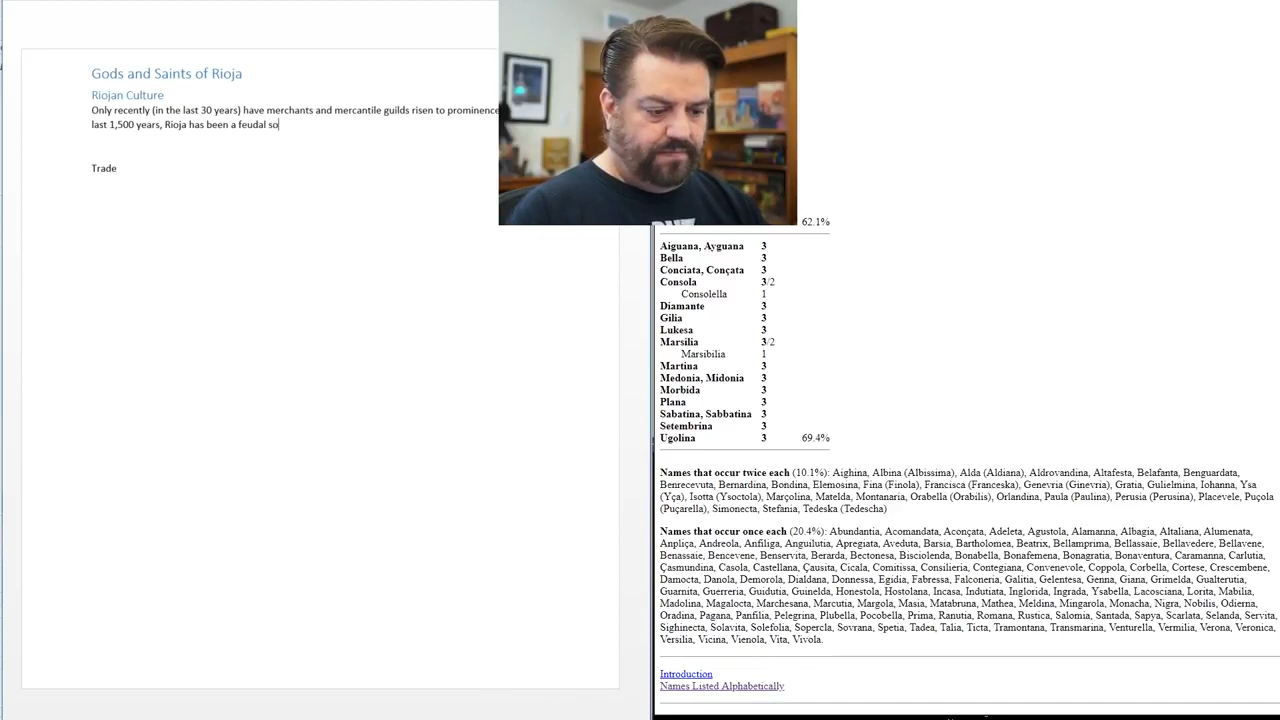 Gods and Saints of Rioja
Riojan Culture
Only recently (in the last 30 years) have merchants and mercantile guilds risen to prominence
last 1,500 years, Rioja has been a feudal so
Trade
62.1%
Aiguana, Ayguana 3
Bella 3
Conciata, Conçata 3
Consola 3/2
Consolella 1
Diamante 3
Gilia 3
Lukesa 3
Marsilia 3/2
Marsibilia 1
Martina 3
Medonia, Midonia 3
Morbida 3
Plana 3
Sabatina, Sabbatina 3
Setembrina 3
Ugolina 3 69.4%
Names that occur twice each (10.1%): Aighina, Albina (Albissima), Alda (Aldiana), Aldrovandina, Altafesta, Belafanta, Benguardata,
Benrecevuta, Bernardina, Bondina, Elemosina, Fina (Finola), Francisca (Franceska), Genevria (Ginevria), Gratia, Gulielmina, Iohanna, Ysa
(Yça), Isotta (Ysoctola), Marçolina, Matelda, Montanaria, Orabella (Orabilis), Orlandina, Paula (Paulina), Perusia (Perusina), Placevele, Puçola
(Puçarella), Simonecta, Stefania, Tedeska (Tedescha)
Names that occur once each (20.4%): Abundantia, Acomandata, Aconçata, Adeleta, Agustola, Alamanna, Albagia, Altaliana, Alumenata,
Anpliça, Andreola, Anfiliga, Anguilutia, Apregiata, Aveduta, Barsia, Bartholomea, Beatrix, Bellamprima, Bellassaie, Bellavedere, Bellavene,
Benassaie, Bencevene, Benservita, Berarda, Bectonesa, Bisciolenda, Bonabella, Bonafemena, Bonagratia, Bonaventura, Caramanna, Carlutia,
Çasmundina, Casola, Castellana, Çausita, Cicala, Comitissa, Consilieria, Contegiana, Convenevole, Coppola, Corbella, Cortese, Crescembene,
Damocta, Danola, Demorola, Dialdana, Donnessa, Egidia, Fabressa, Falconeria, Galitia, Gelentesa, Genna, Giana, Grimelda, Gualterutia,
Guarnita, Guerreria, Guidutia, Guinelda, Honestola, Hostolana, Incasa, Indutiata, Inglorida, Ingrada, Ysabella, Lacosciana, Lorita, Mabilia,
Madolina, Magalocta, Marchesana, Marcutia, Margola, Masia, Matabruna, Mathea, Meldina, Mingarola, Monacha, Nigra, Nobilis, Odierna,
Oradina, Pagana, Panfilia, Pelegrina, Plubella, Pocobella, Prima, Ranutia, Romana, Rustica, Salomia, Santada, Sapya, Scarlata, Selanda, Servita,
Sighinecta, Solavita, Solefolia, Sopercla, Sovrana, Spetia, Tadea, Talia, Ticta, Tramontana, Transmarina, Venturella, Vermilia, Verona, Veronica,
Versilia, Vicina, Vienola, Vita, Vivola.
Introduction
Names Listed Alphabetically